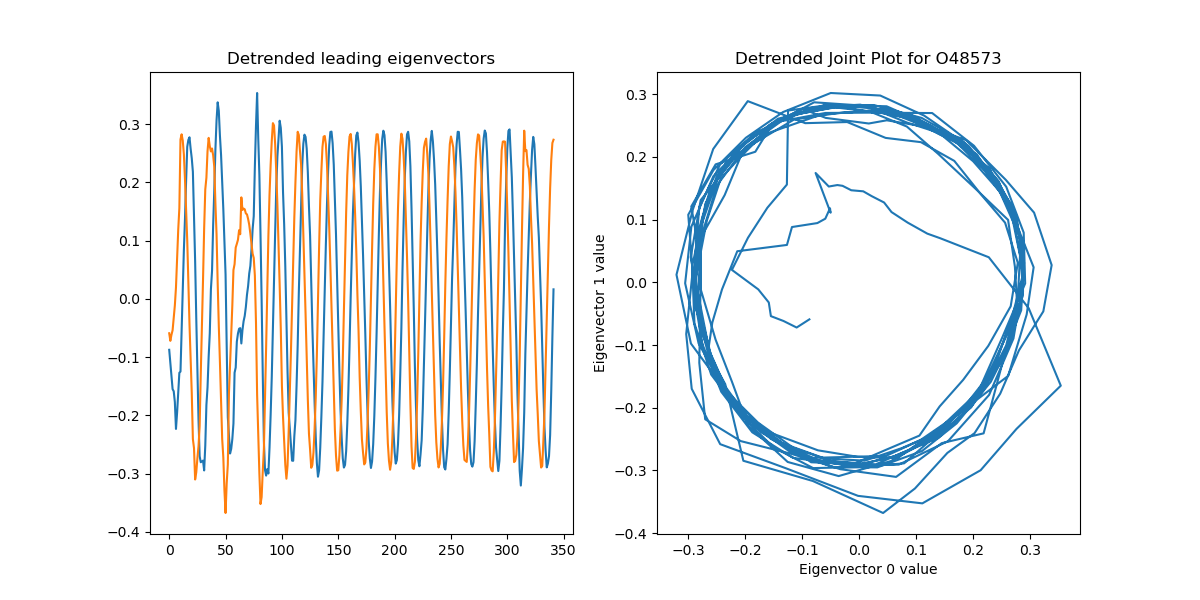 Detrended leading eigenvectors
0.3
0.2
0.1
0.0
−0.1
−0.2
−0.3
−0.4
0 50 100 150 200 250 300 350
Detrended Joint Plot for O48573
Eigenvector 1 value
0.3
0.2
0.1
0.0
−0.1
−0.2
−0.3
−0.4
−0.3 −0.2 −0.1 0.0 0.1 0.2 0.3
Eigenvector 0 value